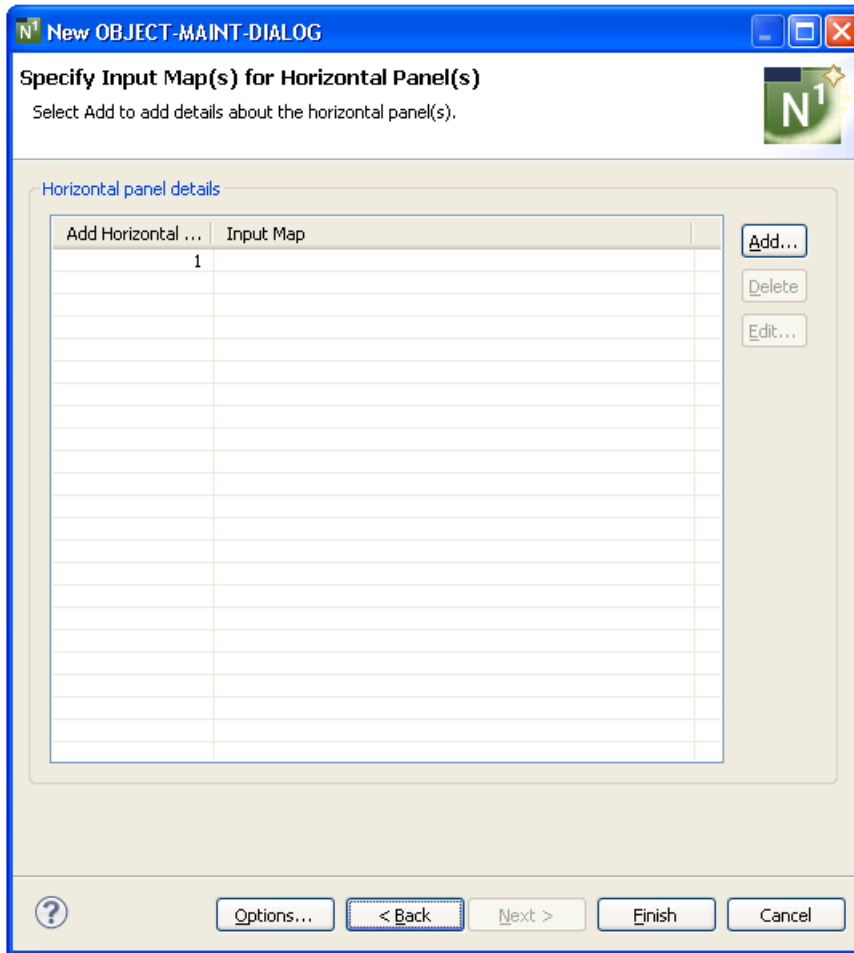 N1 New OBJECT-MAINT-DIALOG
Specify Input Map(s) for Horizontal Panel(s)
Select Add to add details about the horizontal panel(s).
N1
Horizontal panel details
Add Horizontal ... Input Map
1
Add...
Delete
Edit...
? Options... < Back Next > Finish Cancel